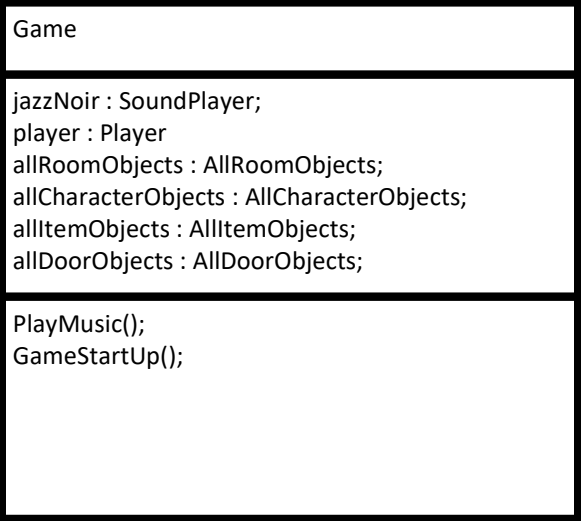 Game
jazzNoir : SoundPlayer;
player : Player
allRoomObjects : AllRoomObjects;
allCharacterObjects : AllCharacterObjects;
allItemObjects : AllItemObjects;
allDoorObjects : AllDoorObjects;
PlayMusic();
GameStartUp();